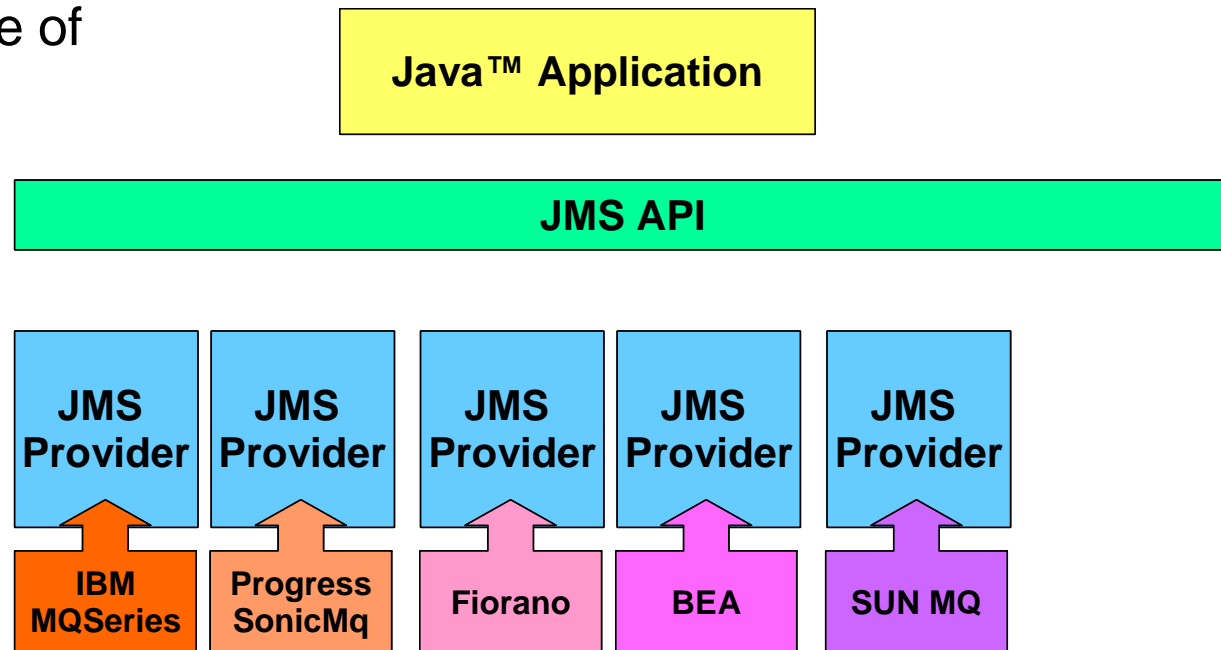 e of
Java™ Application
JMS API
JMS
Provider
JMS
Provider
JMS
Provider
JMS
Provider
JMS
Provider
IBM
MQSeries
Progress
SonicMq
Fiorano
BEA
SUN MQ